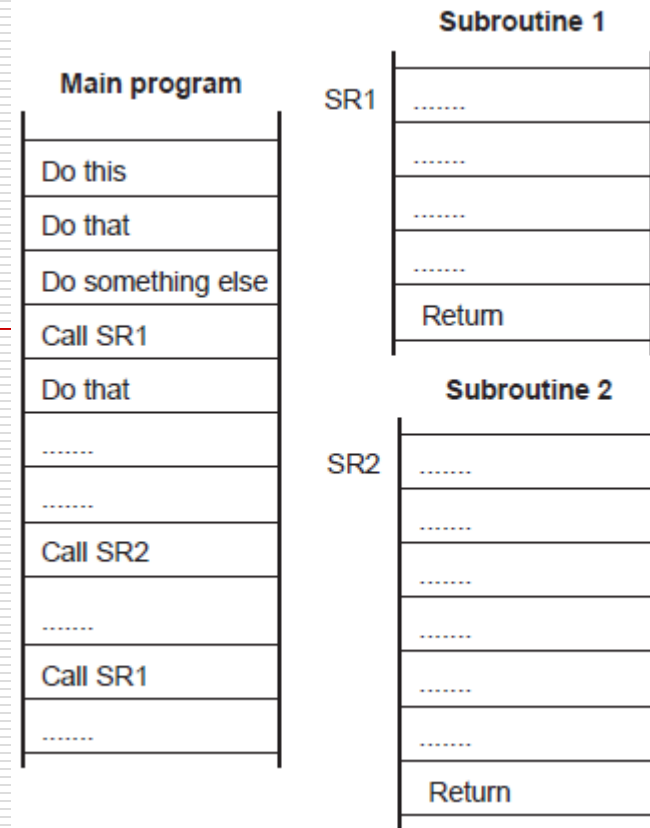 Main program
Do this
Do that
Do something else
Call SR1
Do that
.......
.......
Call SR2
.......
Call SR1
.......
Subroutine 1
SR1
.......
.......
.......
.......
Return
Subroutine 2
SR2
.......
.......
.......
.......
.......
.......
Return